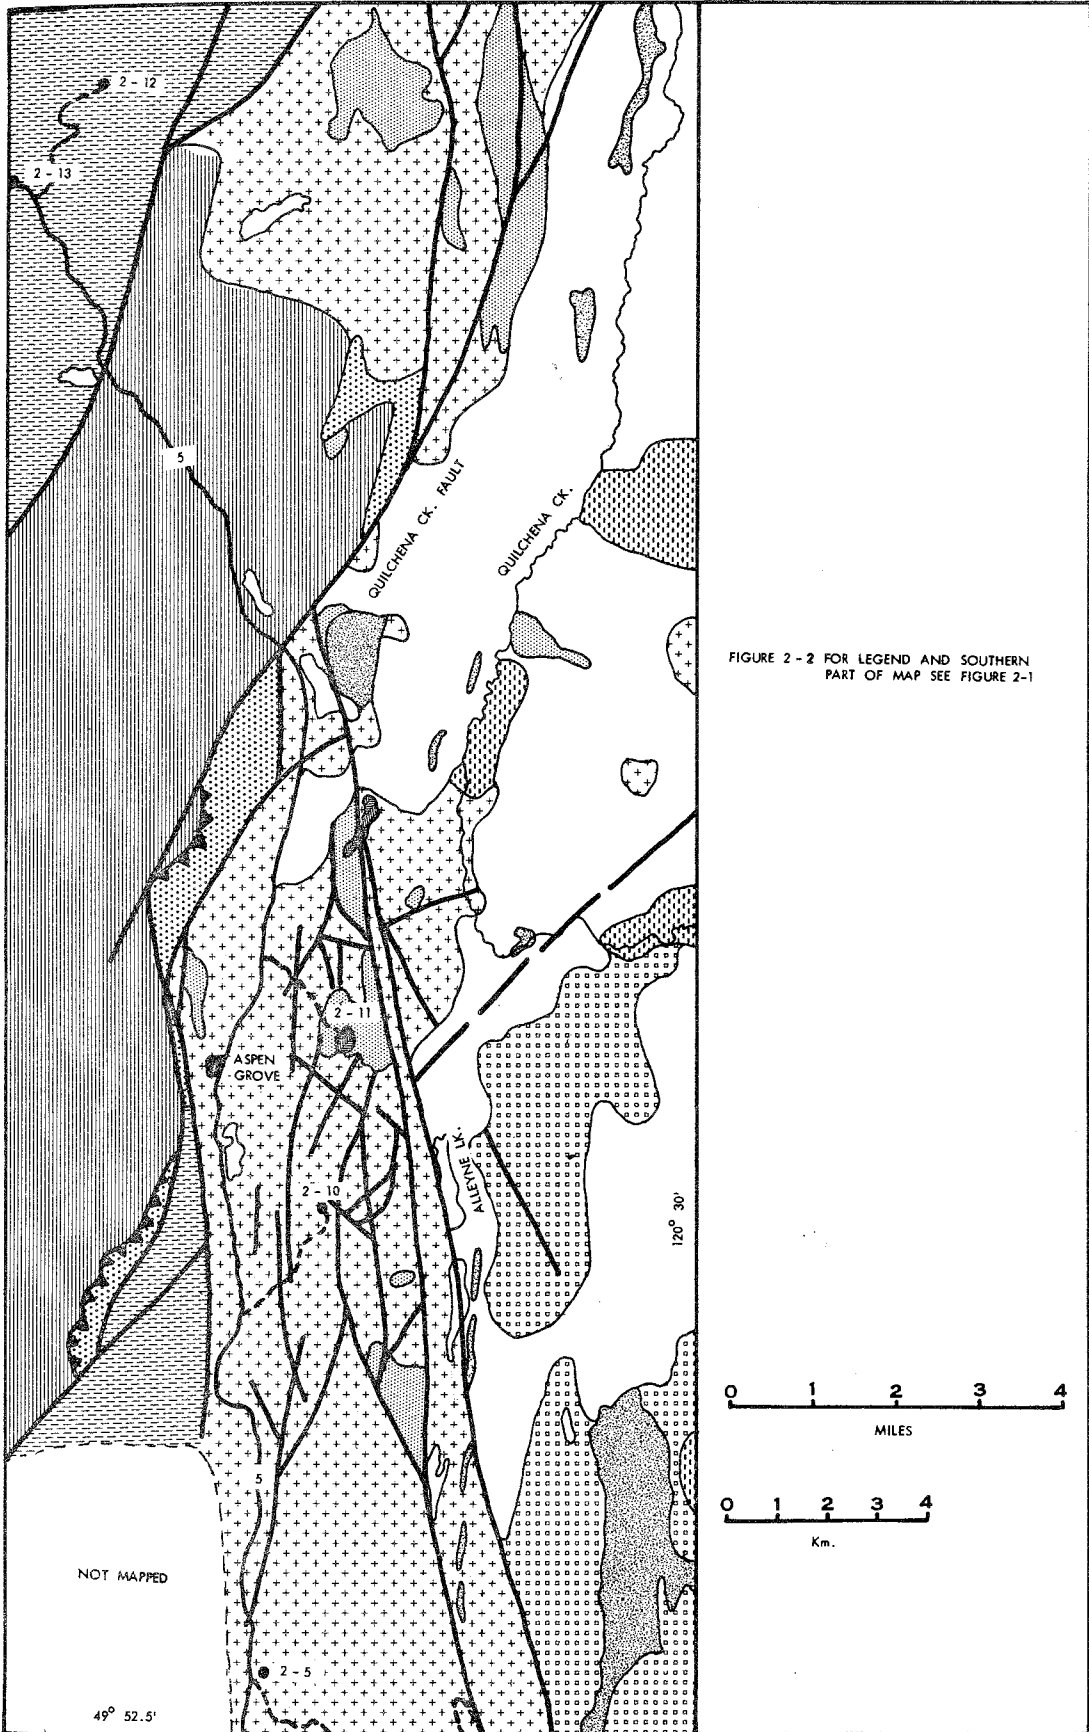 2 - 12
2 - 13
5
QUILCHENA CK. FAULT
QUILCHENA CK.
FIGURE 2 - 2 FOR LEGEND AND SOUTHERN
PART OF MAP SEE FIGURE 2-1
2 - 11
ASPEN
GROVE
ALLEYNE LK.
2 - 10
120° 30'
0 1 2 3 4
MILES
5
0 1 2 3 4
Km.
NOT MAPPED
2 - 5
49° 52.5'